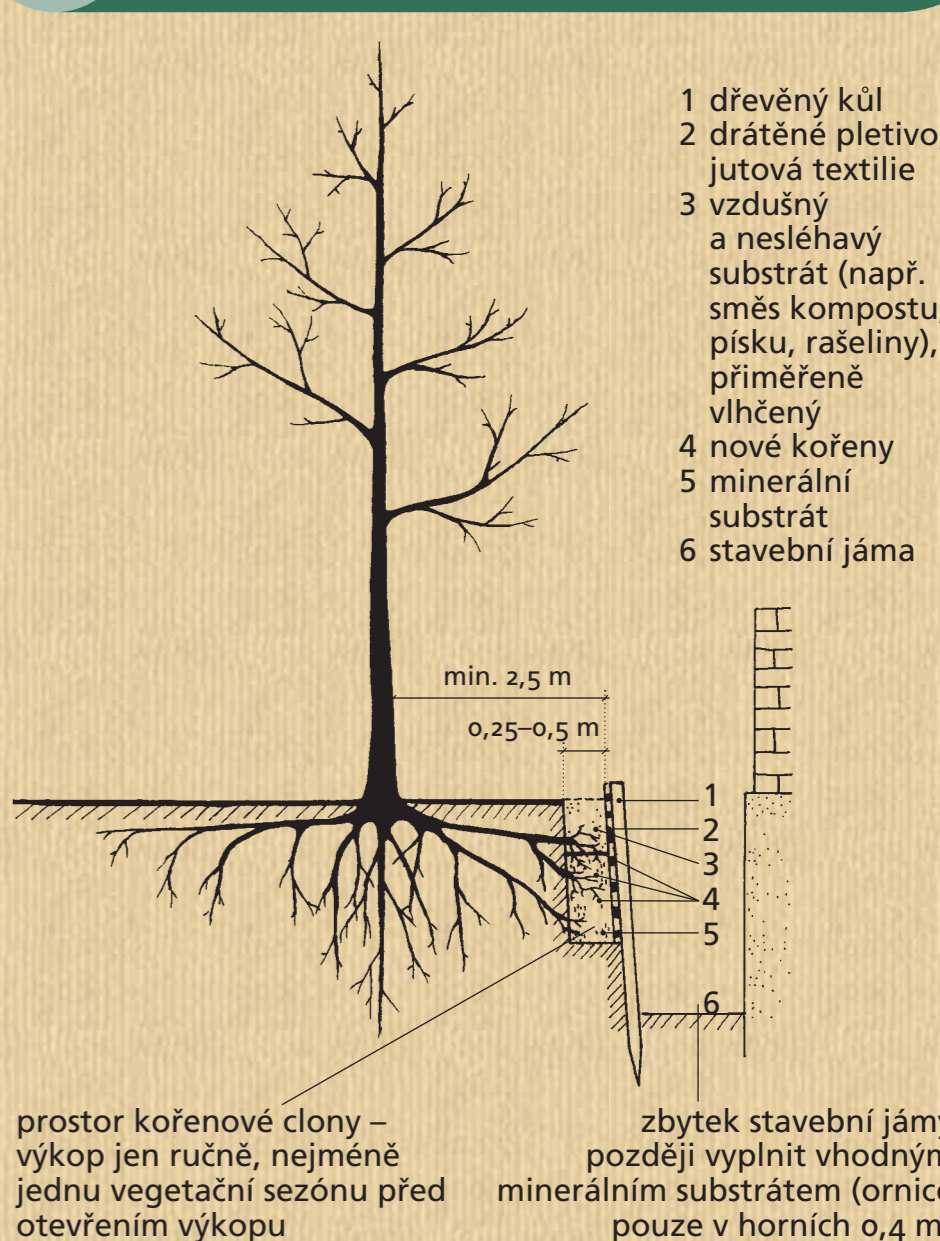 1 dřevěný kůl
2 drátěné pletivo,
jutová textilie
3 vzdušný
a nesléhavý
substrát (např.
směs kompostu,
písku, rašeliny),
přiměřeně
vlhčený
4 nové kořeny
5 minerální
substrát
6 stavební jáma
min. 2,5 m
0,25–0,5 m
1
2
3
4
5
6
prostor kořenové clony –
výkop jen ručně, nejméně
jednu vegetační sezónu před
otevřením výkopu
zbytek stavební jámy
později vyplnit vhodným
minerálním substrátem (ornice
pouze v horních 0,4 m